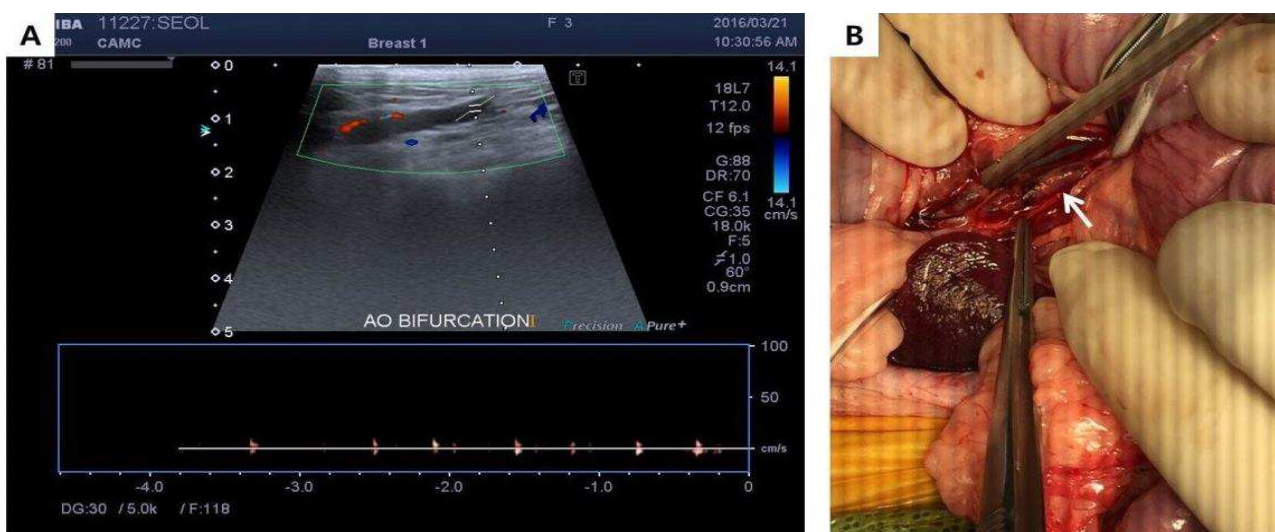 A
IBA
200
11227:SEOL
CAMC
Breast 1
F 3
2016/03/21
10:30:56 AM
#81
0
1
2
3
4
5
T
14.1
14.1
cm/s
18L7
T12.0
12 fps
G:88
DR:70
CF 6.1
CG:35
18.0k
F:5
1.0
60°
0.9cm
AO BIFURCATION
Precision APure+
100
50
cm/s
-4.0
-3.0
-2.0
-1.0
0
DG:30 /5.0k /F:118
B